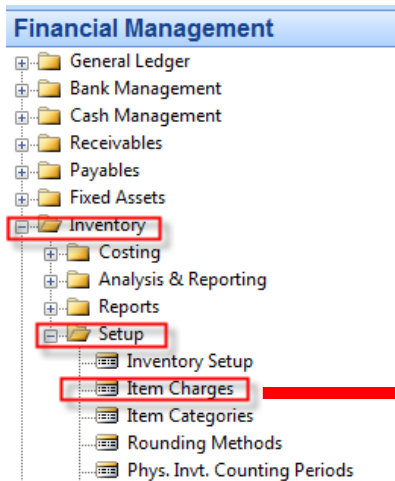 Financial Management
General Ledger
Bank Management
Cash Management
Receivables
Payables
Fixed Assets
Inventory
Costing
Analysis & Reporting
Reports
Setup
Inventory Setup
Item Charges
Item Categories
Rounding Methods
Phys. Invt. Counting Periods